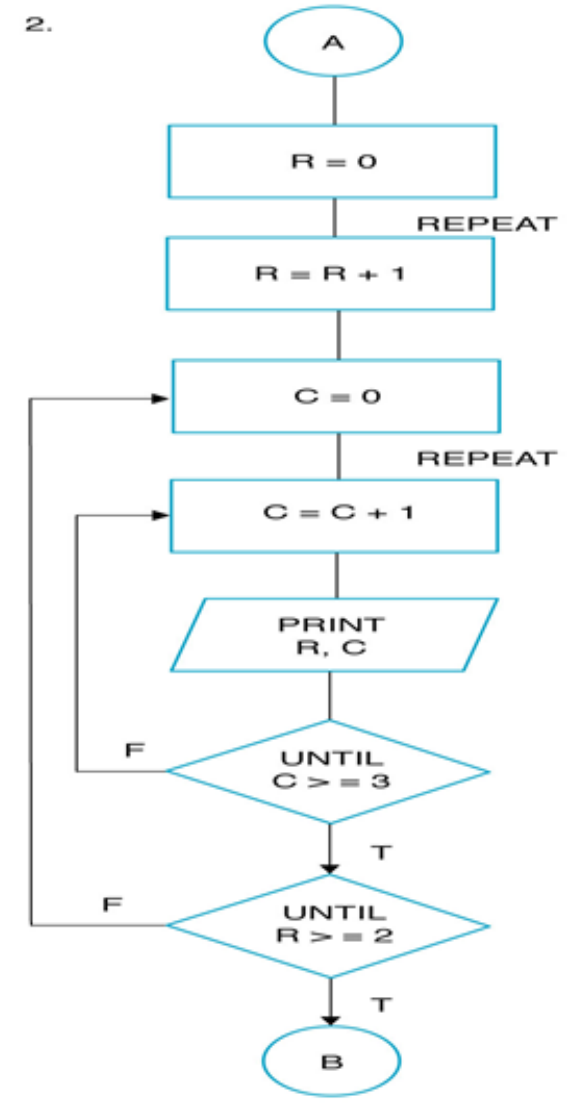 2.
A
R = 0
REPEAT
R = R + 1
C = 0
REPEAT
C = C + 1
PRINT
R, C
F
UNTIL
C > = 3
T
F
UNTIL
R > = 2
T
B